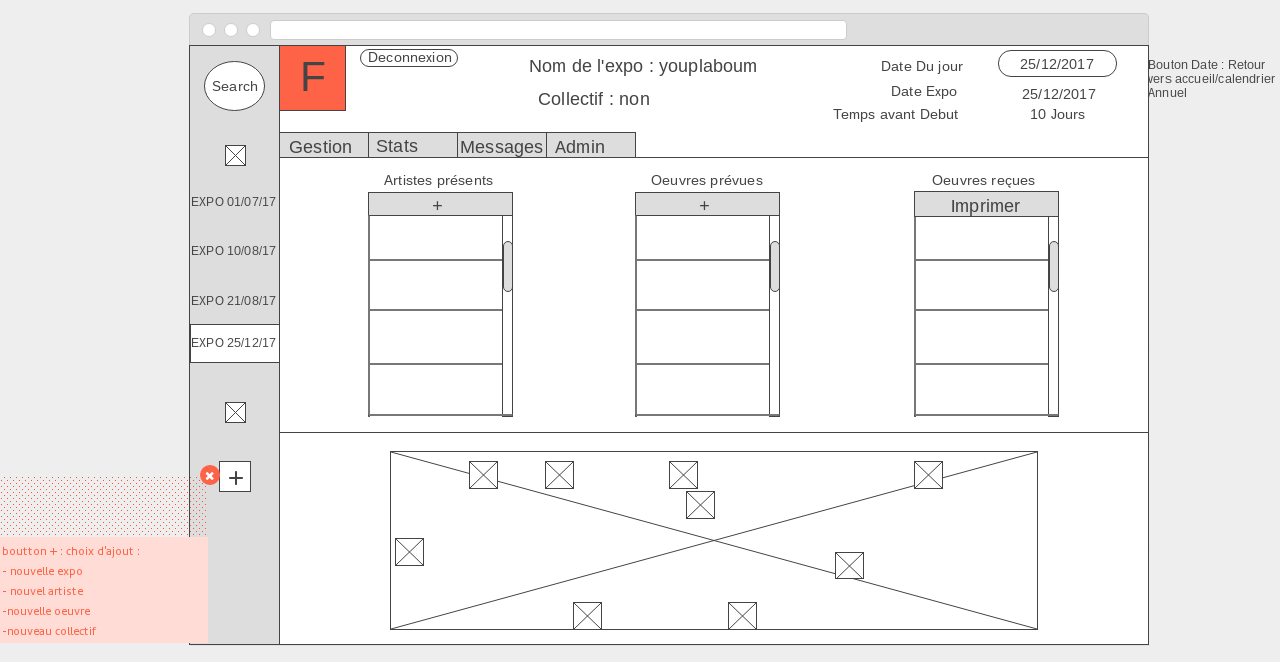 Search
F
Deconnexion
Nom de l'expo : youplaboum
Collectif : non
Date Du jour
25/12/2017
Date Expo
25/12/2017
Temps avant Debut
10 Jours
Bouton Date : Retour
vers accueil/calendrier
Annuel
Gestion
Stats
Messages
Admin
EXPO 01/07/17
EXPO 10/08/17
EXPO 21/08/17
EXPO 25/12/17
+
Artistes présents
+
Oeuvres prévues
+
Oeuvres reçues
Imprimer
boutton + : choix d'ajout :
- nouvelle expo
- nouvel artiste
-nouvelle oeuvre
-nouveau collectif